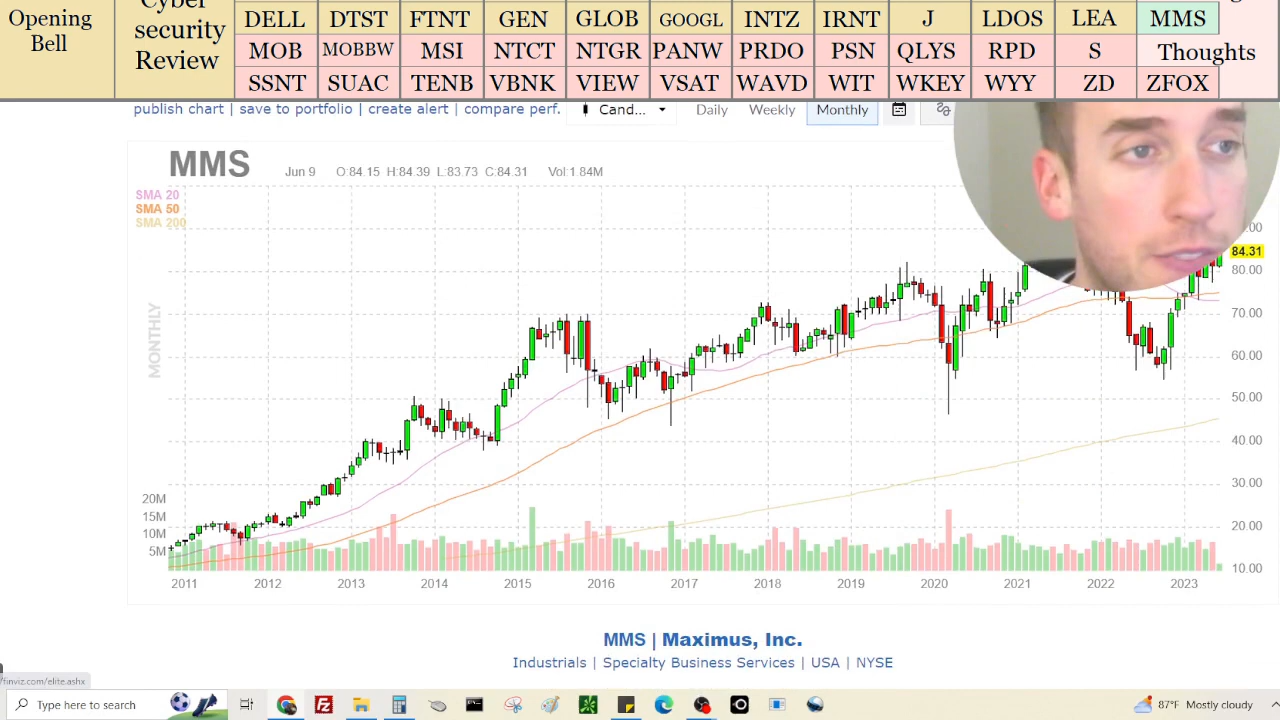 Opening
Bell
Cyber
security
Review
DELL DTST FTNT GEN GLOB GOOGL INTZ IRNT J LDOS LEA MMS
MOB MOBBW MSI NTCT NTGR PANW PRDO PSN QLYS RPD S Thoughts
SSNT SUAC TENB VBNK VIEW VSAT WAVD WIT WKEY WYY ZD ZFOX
publish chart | save to portfolio | create alert | compare perf. Cand... Daily Weekly Monthly
MMS Jun 9 O:84.15 H:84.39 L:83.73 C:84.31 Vol:1.84M
SMA 20
SMA 50
SMA 200
84.31
80.00
70.00
60.00
50.00
40.00
30.00
20.00
10.00
MONTHLY
20M
15M
10M
5M
2011 2012 2013 2014 2015 2016 2017 2018 2019 2020 2021 2022 2023
MMS | Maximus, Inc.
Industrials | Specialty Business Services | USA | NYSE
finviz.com/elite.ashx
Type here to search
87°F Mostly cloudy